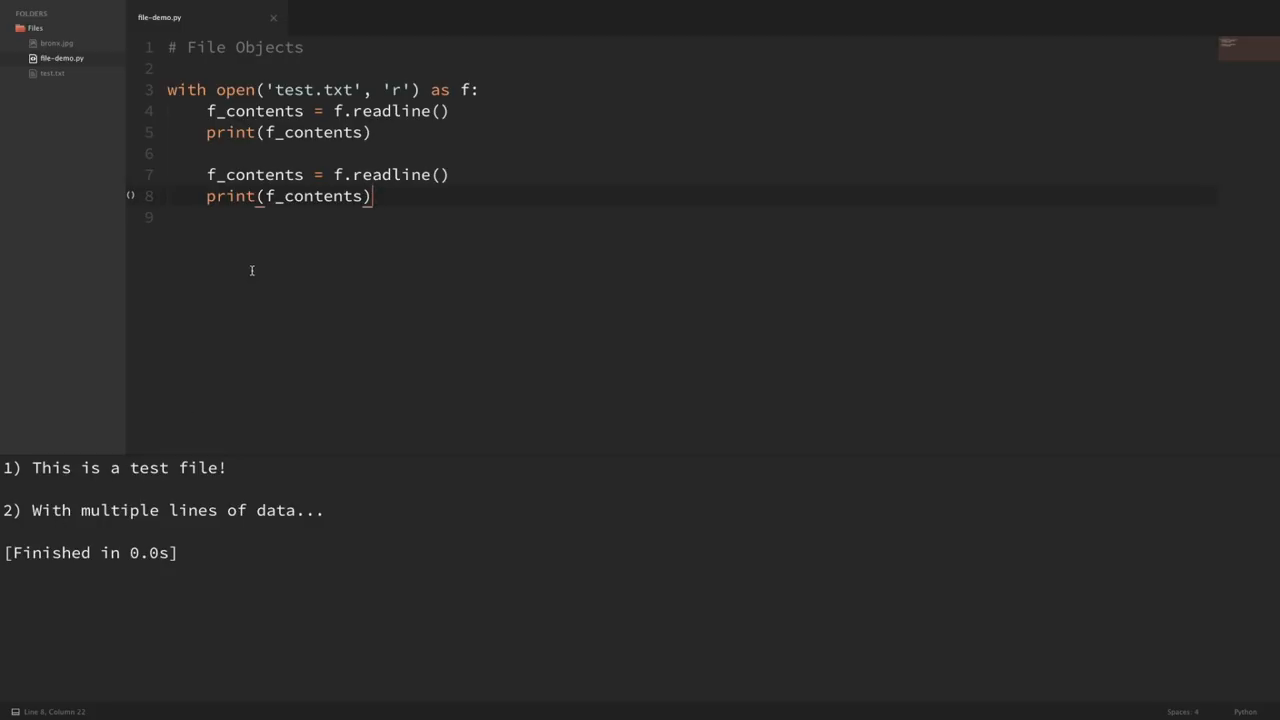 FOLDERS
Files
bronx.jpg
file-demo.py
test.txt
file-demo.py
1 # File Objects
2
3 with open('test.txt', 'r') as f:
4     f_contents = f.readline()
5     print(f_contents)
6
7     f_contents = f.readline()
() 8     print(f_contents)
9
1) This is a test file!
2) With multiple lines of data...
[Finished in 0.0s]
Line 8, Column 22
Spaces: 4
Python